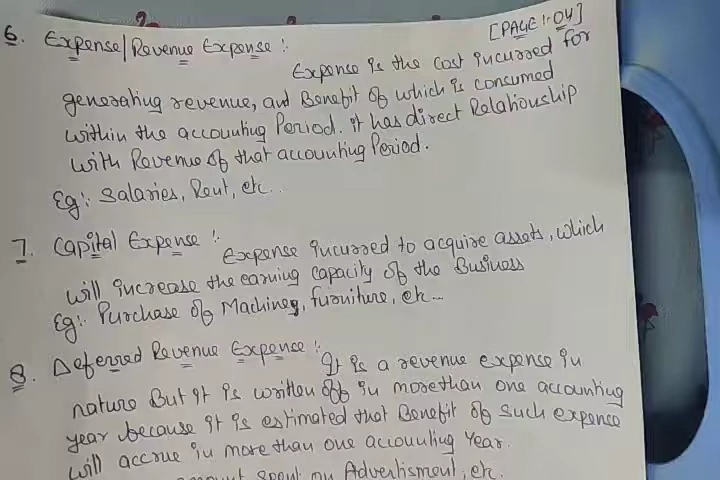 [PAGE :- 04]
6. Expense/Revenue Expense :-
Expense is the cost incurred for
generating revenue, and Benefit of which is consumed
within the accounting Period. it has direct Relationship
with Revenue of that accounting Period.
Eg:- Salaries, Rent, etc..
7. Capital Expense :-
Expense incurred to acquire assets, which
will increase the earning capacity of the Business
Eg:- Purchase of Machines, furniture, etc...
8. Deferred Revenue Expense :-
It is a revenue expense in
nature But it is written off in morethan one accounting
year because it is estimated that Benefit of such expense
will accrue in more than one accounting Year.
amount spent on Advertisment, etc.